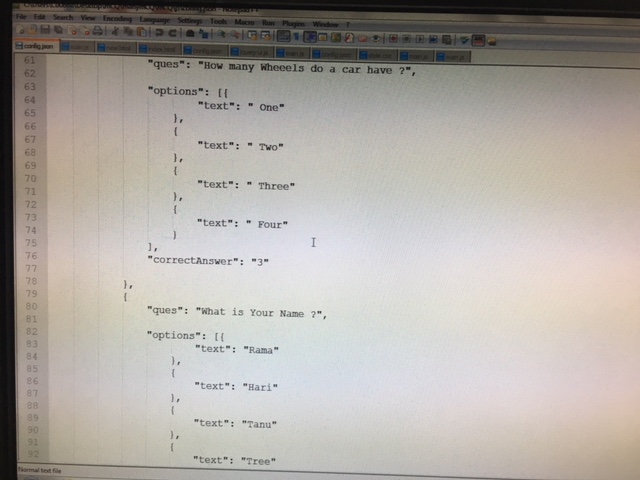 File Edit Search View Encoding Language Settings Tools Macro Run Plugins Window ?
config.json
61
62 "ques": "How many Wheeels do a car have ?",
63
64 "options": [{
65 "text": " One"
66 },
67 {
68 "text": " Two"
69 },
70 {
71 "text": " Three"
72 },
73 {
74 "text": " Four"
75 }
76 ],
77 "correctAnswer": "3"
78 },
79 {
80 "ques": "What is Your Name ?",
81
82 "options": [{
83 "text": "Rama"
84 },
85 {
86 "text": "Hari"
87 },
88 {
89 "text": "Tanu"
90 },
91 {
92 "text": "Tree"
Normal text file